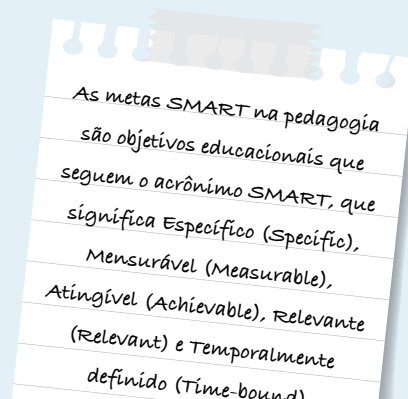 As metas SMART na pedagogia
são objetivos educacionais que
seguem o acrônimo SMART, que
significa Específico (Specific),
Mensurável (Measurable),
Atingível (Achievable), Relevante
(Relevant) e Temporalmente
definido (Time-bound)